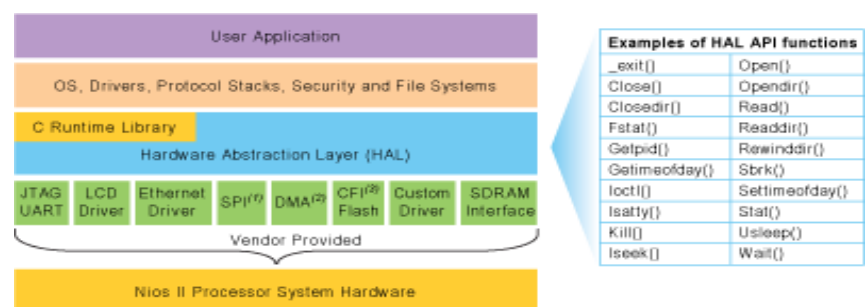 User Application
OS, Drivers, Protocol Stacks, Security and File Systems
C Runtime Library
Hardware Abstraction Layer (HAL)
JTAG UART
LCD Driver
Ethernet Driver
SPI(1)
DMA(2)
CFI(3) Flash
Custom Driver
SDRAM Interface
Vendor Provided
Nios II Processor System Hardware
Examples of HAL API functions
_exit() Open()
Close() Opendir()
Closedir() Read()
Fstat() Readdir()
Getpid() Rewinddir()
Getimeofday() Sbrk()
Ioctl() Settimeofday()
Isatty() Stat()
Kill() Usleep()
lseek() Wait()